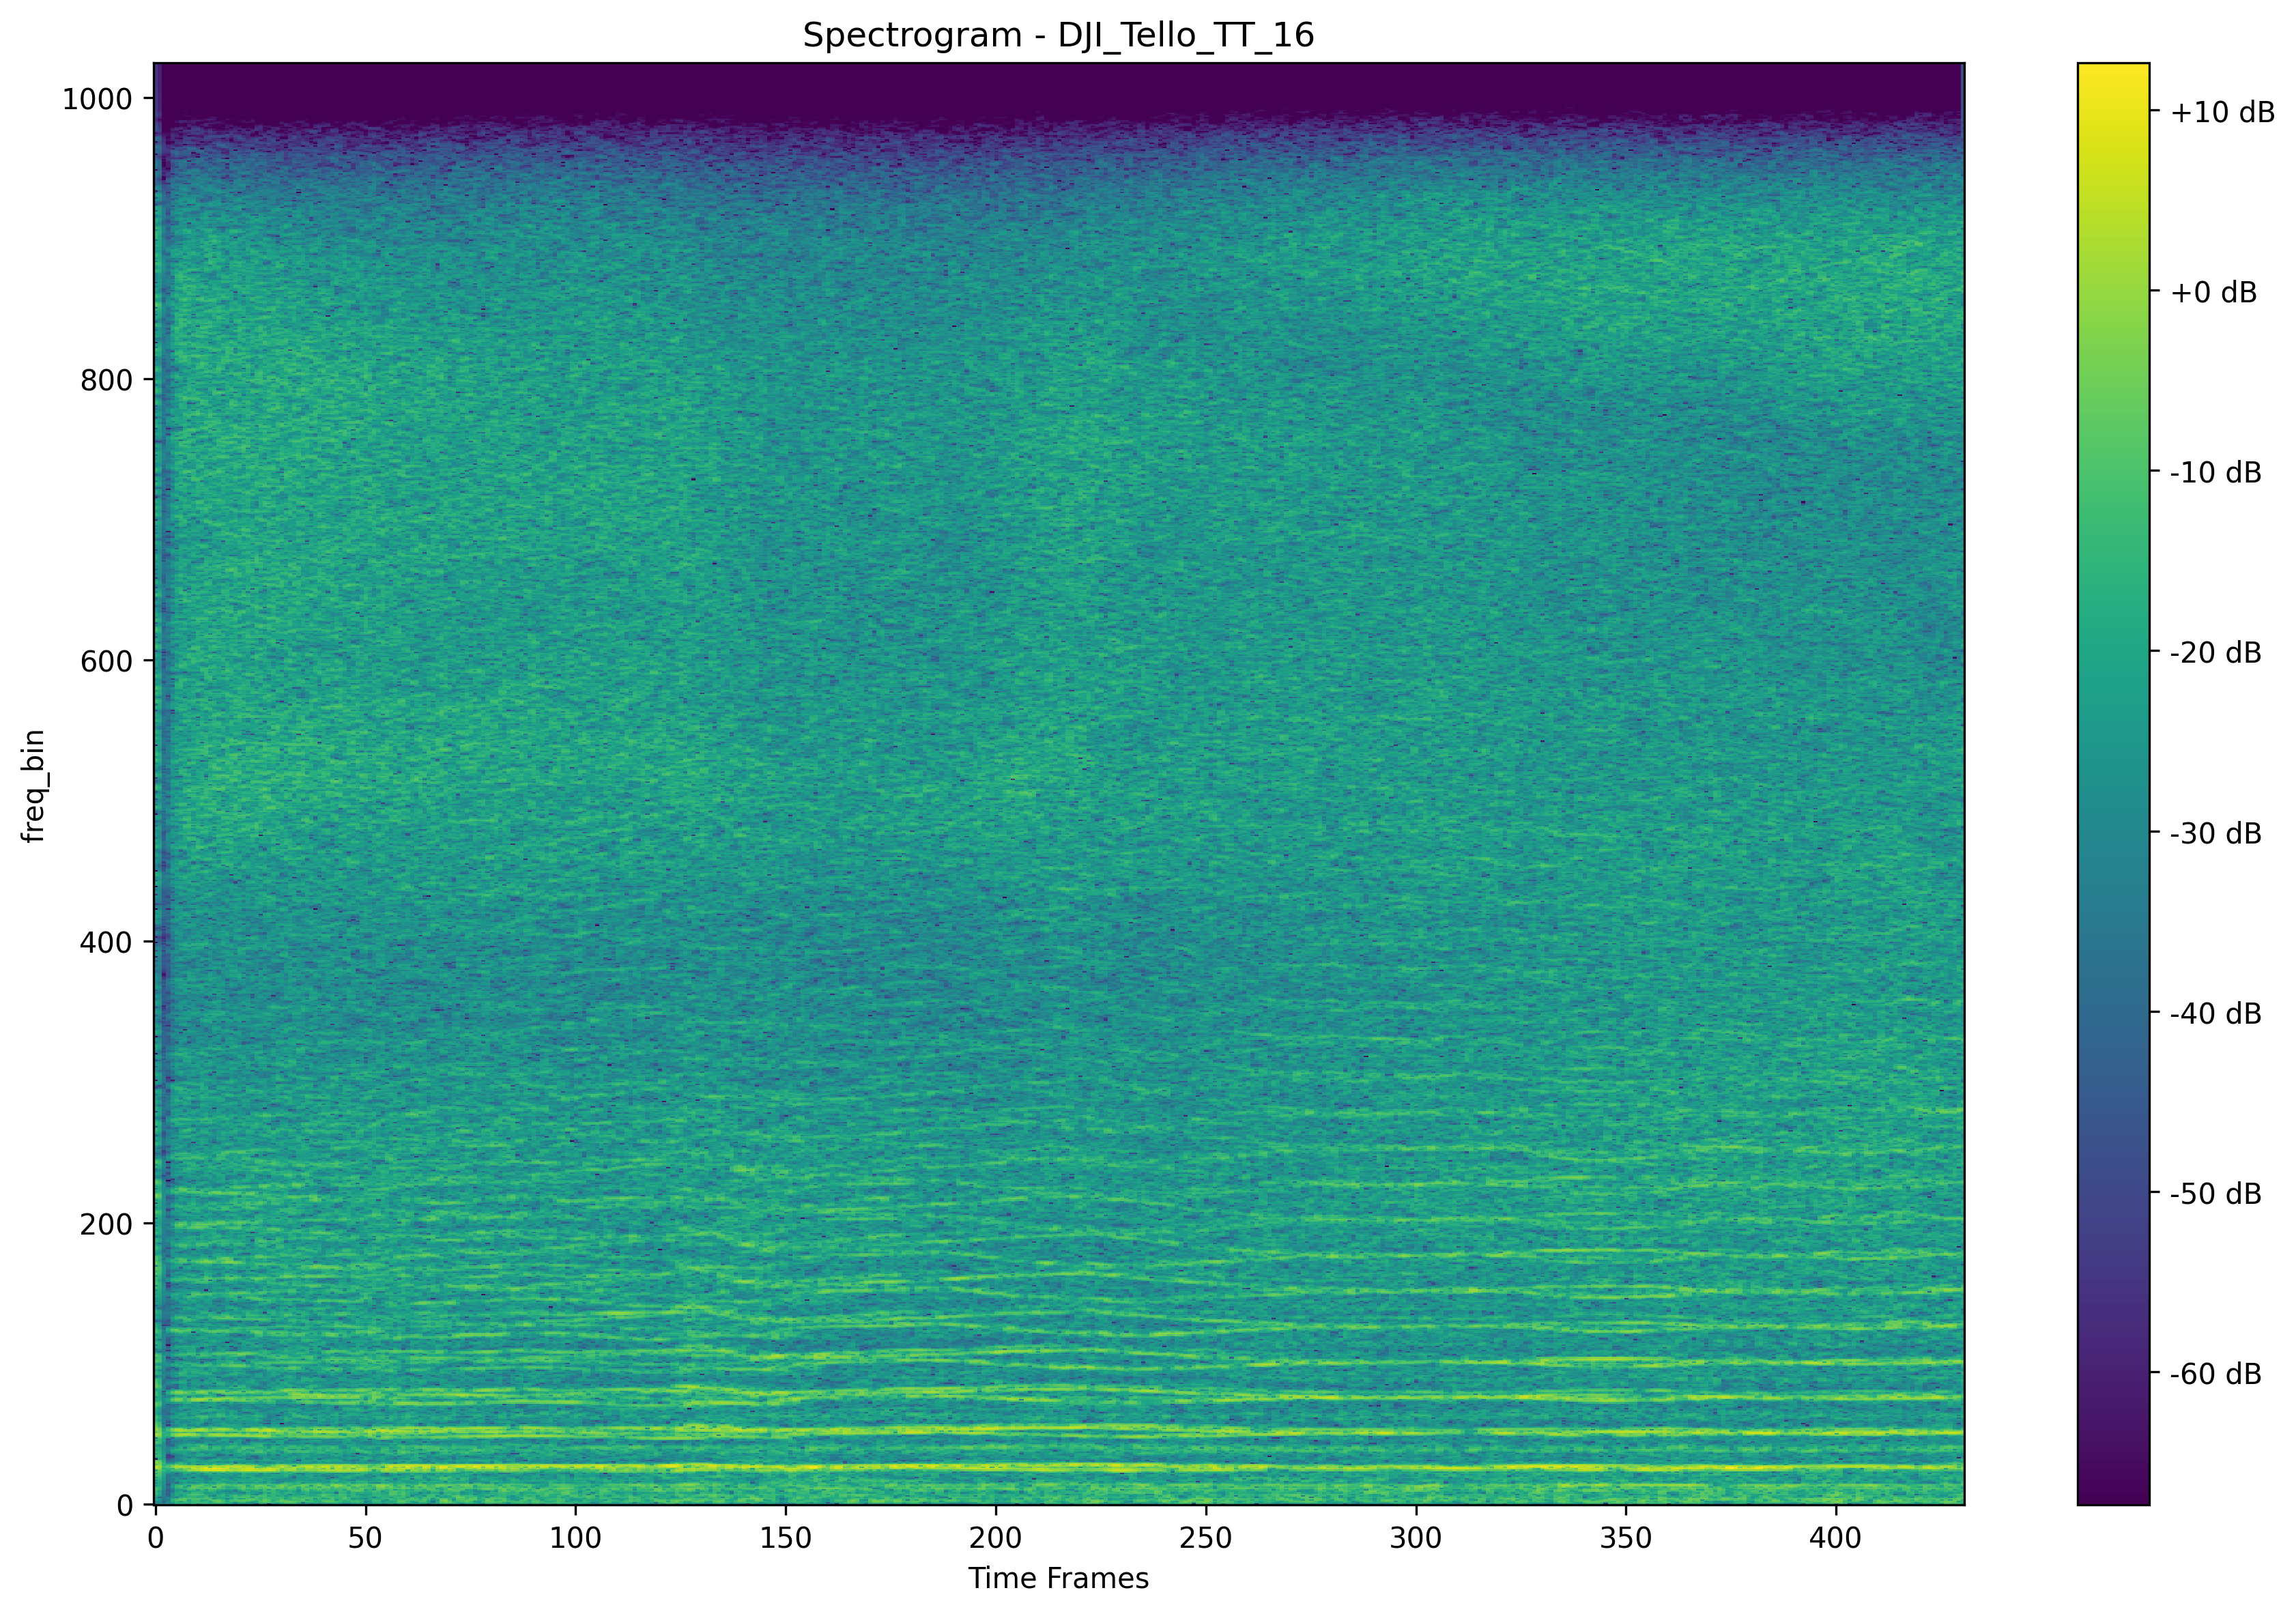 Spectrogram - DJI_Tello_TT_16
1000
800
600
400
200
0
freq_bin
0 50 100 150 200 250 300 350 400
Time Frames
+10 dB
+0 dB
-10 dB
-20 dB
-30 dB
-40 dB
-50 dB
-60 dB